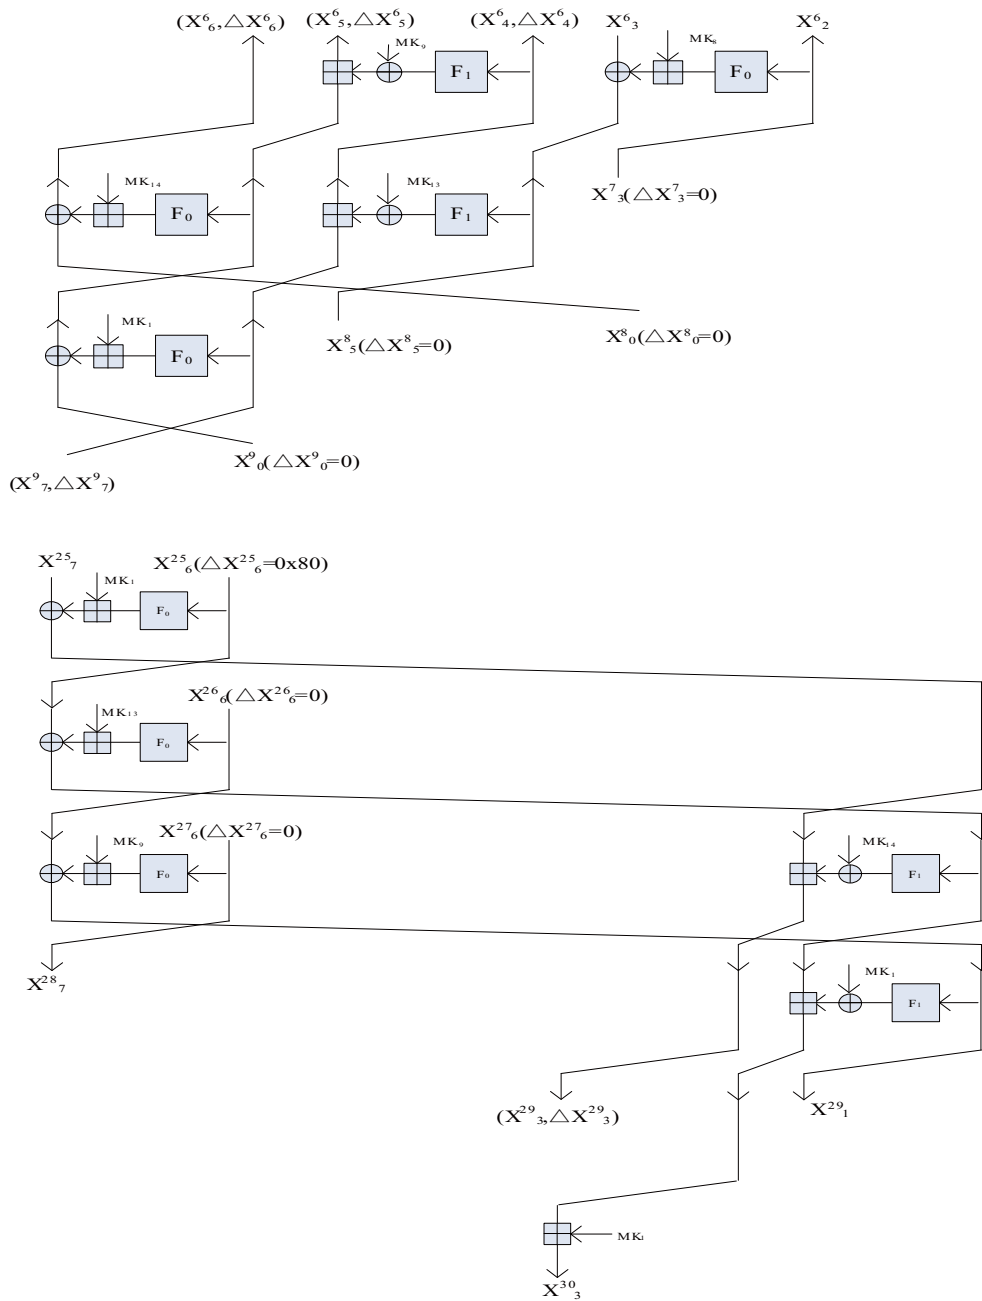 (X⁶₆,△X⁶₆) (X⁶₅,△X⁶₅) (X⁶₄,△X⁶₄) X⁶₃ X⁶₂
MK₉ MK₈
F₁ F₀
MK₁₄ MK₁₃
X⁷₃(△X⁷₃=0)
F₀ F₁
MK₁
X⁸₅(△X⁸₅=0) X⁸₀(△X⁸₀=0)
F₀
X⁹₀(△X⁹₀=0)
(X⁹₇,△X⁹₇)
X²⁵₇ X²⁵₆(△X²⁵₆=0x80)
MK₁
F₀
X²⁶₆(△X²⁶₆=0)
MK₁₃
F₀
X²⁷₆(△X²⁷₆=0)
MK₉ MK₁₄
F₀ F₁
X²⁸₇
MK₁
F₁
(X²⁹₃,△X²⁹₃) X²⁹₁
MK₁
X³⁰₃